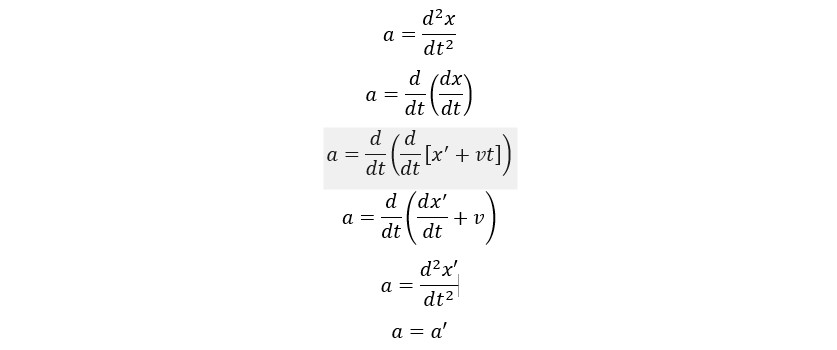 a = d²x/dt²
a = d/dt (dx/dt)
a = d/dt (d/dt [x′ + vt])
a = d/dt (dx′/dt + v)
a = d²x′/dt²
a = a′